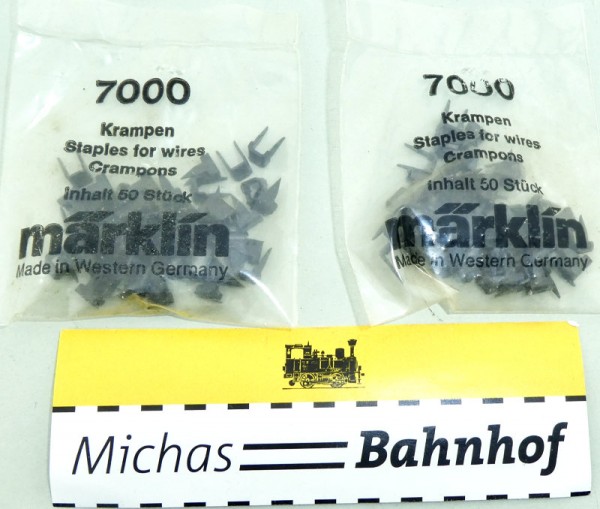 7000
Krampen
Staples for wires
Crampons
Inhalt 50 Stück
märklin
Made in Western Germany
7000
Krampen
Staples for wires
Crampons
Inhalt 50 Stück
märklin
Made in Western Germany
Michas Bahnhof